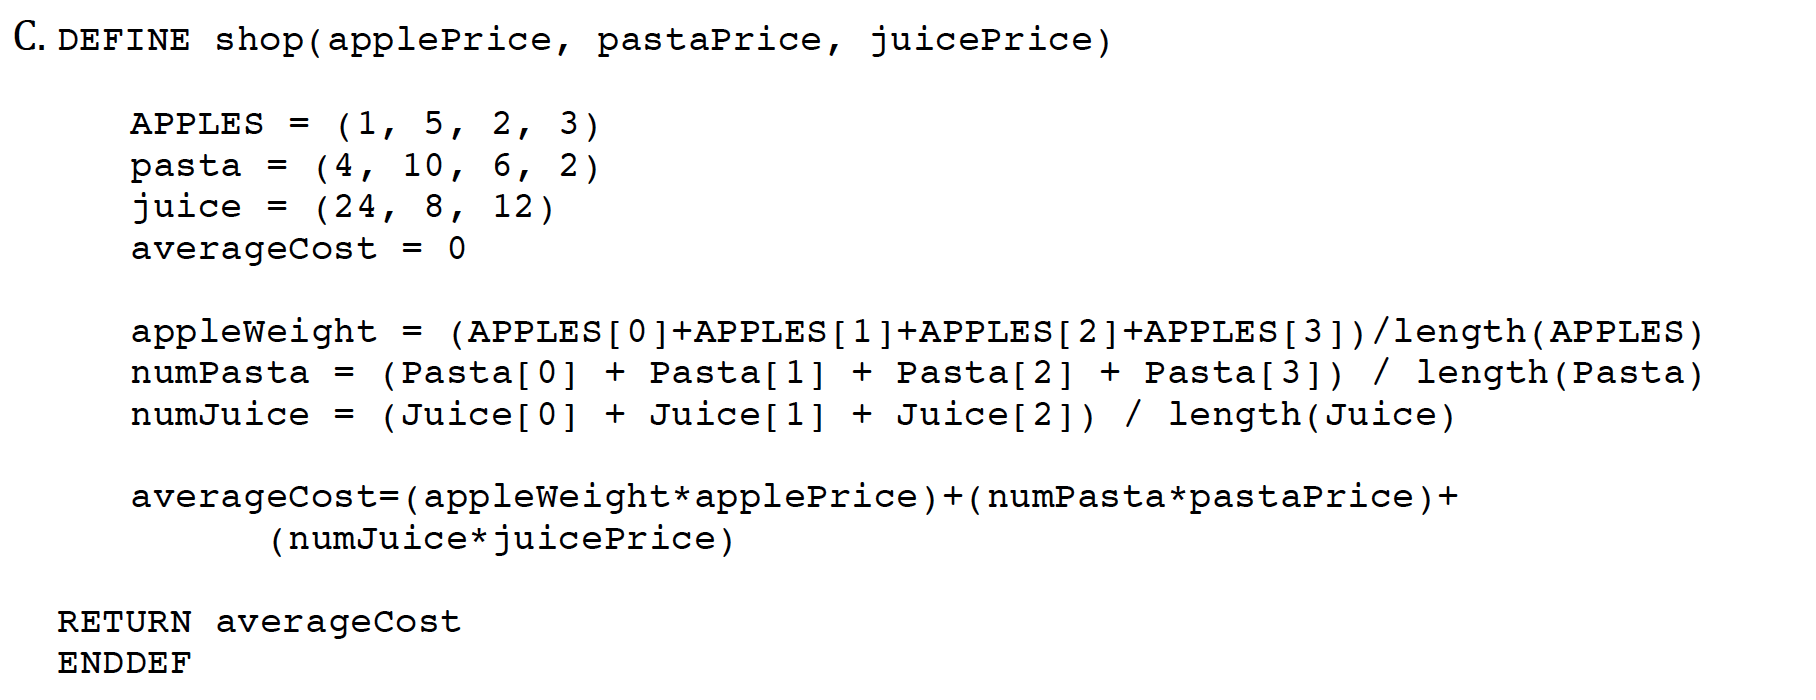 C. DEFINE shop(applePrice, pastaPrice, juicePrice)
APPLES = (1, 5, 2, 3)
pasta = (4, 10, 6, 2)
juice = (24, 8, 12)
averageCost = 0
appleWeight = (APPLES[0]+APPLES[1]+APPLES[2]+APPLES[3])/length(APPLES)
numPasta = (Pasta[0] + Pasta[1] + Pasta[2] + Pasta[3]) / length(Pasta)
numJuice = (Juice[0] + Juice[1] + Juice[2]) / length(Juice)
averageCost=(appleWeight*applePrice)+(numPasta*pastaPrice)+
(numJuice*juicePrice)
RETURN averageCost
ENDDEF